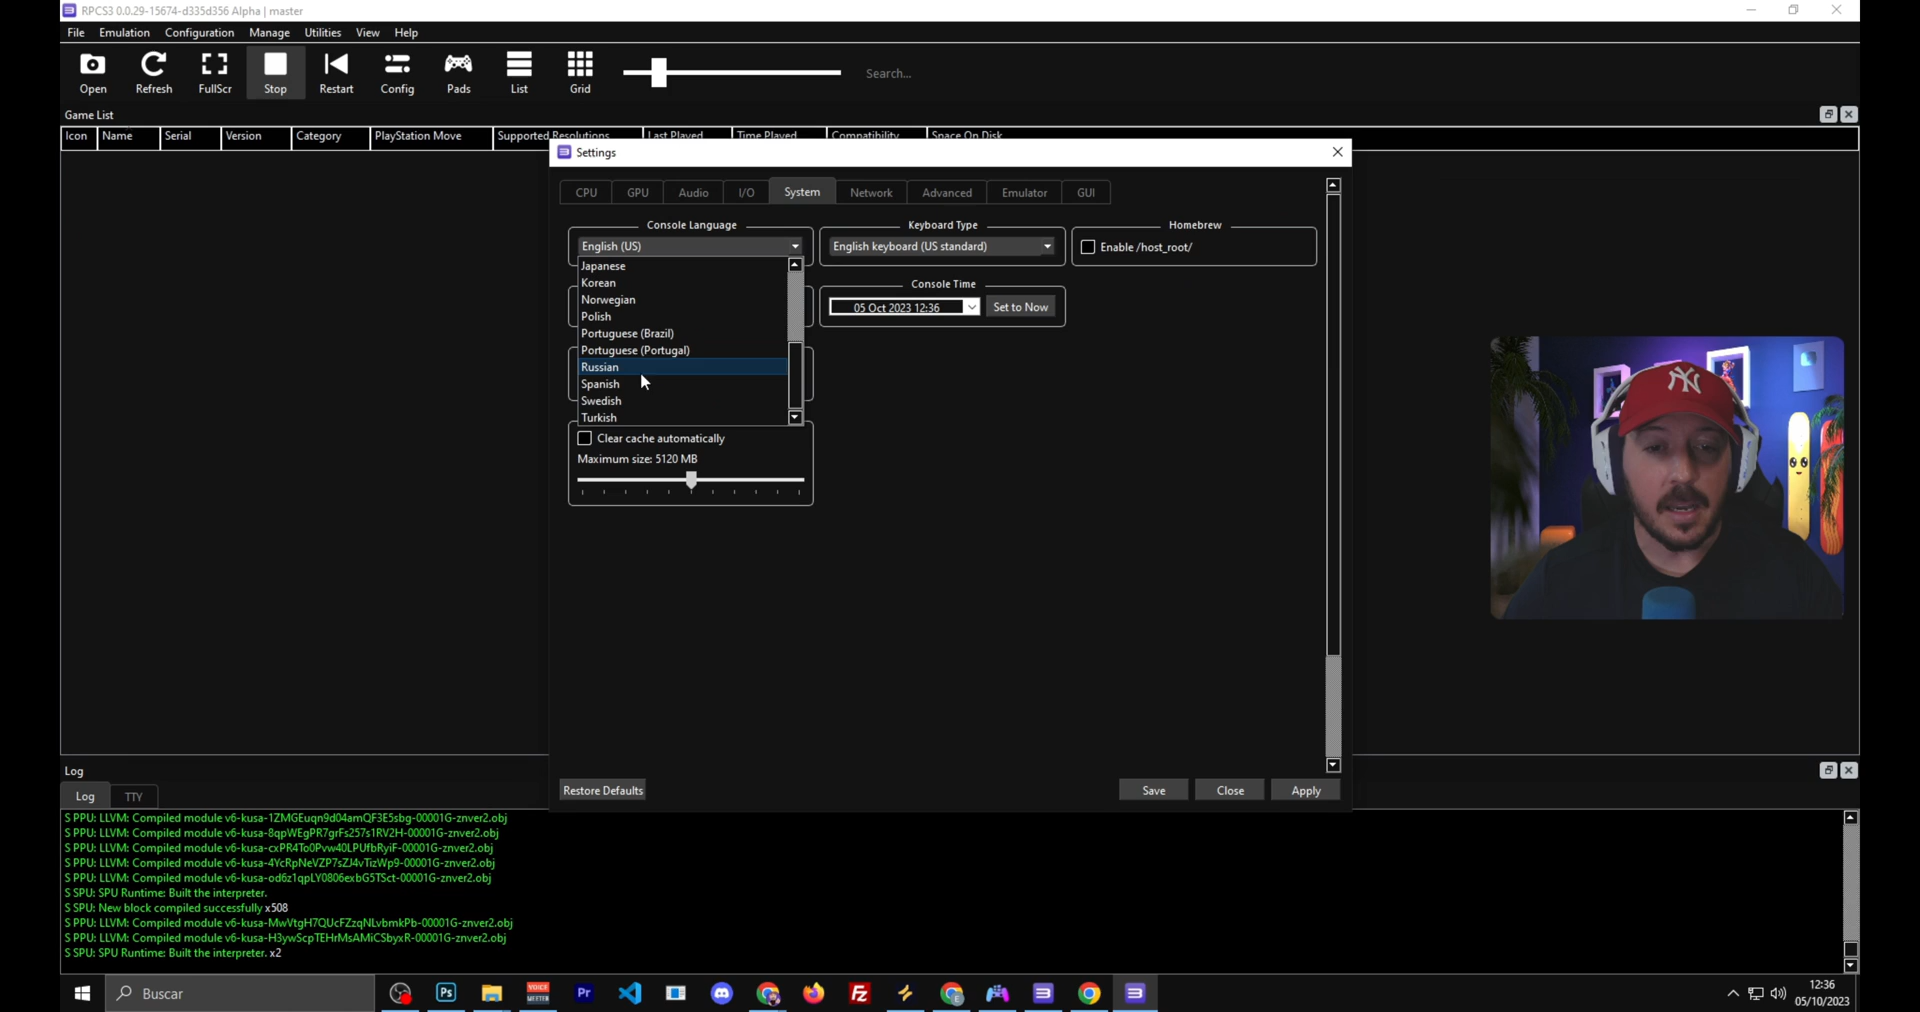 RPCS3 0.0.29-15674-d335d356 Alpha | master
File Emulation Configuration Manage Utilities View Help
Open Refresh FullScr Stop Restart Config Pads List Grid Search...
Game List
Icon Name Serial Version Category PlayStation Move Supported Resolutions Last Played Time Played Compatibility Space On Disk
Settings
CPU GPU Audio I/O System Network Advanced Emulator GUI
Console Language Keyboard Type Homebrew
English (US) English keyboard (US standard) Enable /host_root/
Japanese
Korean
Norwegian
Polish
Portuguese (Brazil)
Portuguese (Portugal)
Russian
Spanish
Swedish
Turkish
Console Time
05 Oct 2023 12:36 Set to Now
Clear cache automatically
Maximum size: 5120 MB
Restore Defaults Save Close Apply
Log
Log TTY
S PPU: LLVM: Compiled module v6-kusa-1ZMGEuqn9d04amQF3E5sbg-00001G-znver2.obj
S PPU: LLVM: Compiled module v6-kusa-8qpWEgPR7grFs257s1RV2H-00001G-znver2.obj
S PPU: LLVM: Compiled module v6-kusa-cxPR4To0Pvw40LPUfbRyiF-00001G-znver2.obj
S PPU: LLVM: Compiled module v6-kusa-4YcRpNeVZP7sZJ4vTizWp9-00001G-znver2.obj
S PPU: LLVM: Compiled module v6-kusa-od6z1qpLY0806exbG5TSct-00001G-znver2.obj
S SPU: SPU Runtime: Built the interpreter.
S SPU: New block compiled successfully x508
S PPU: LLVM: Compiled module v6-kusa-MwVtgH7QUcFZzqNLvbmkPb-00001G-znver2.obj
S PPU: LLVM: Compiled module v6-kusa-H3ywScpTEHrMsAMiCSbyxR-00001G-znver2.obj
S SPU: SPU Runtime: Built the interpreter. x2
Buscar
Ps
VOICE MEETER
Pr
12:36
05/10/2023
NY